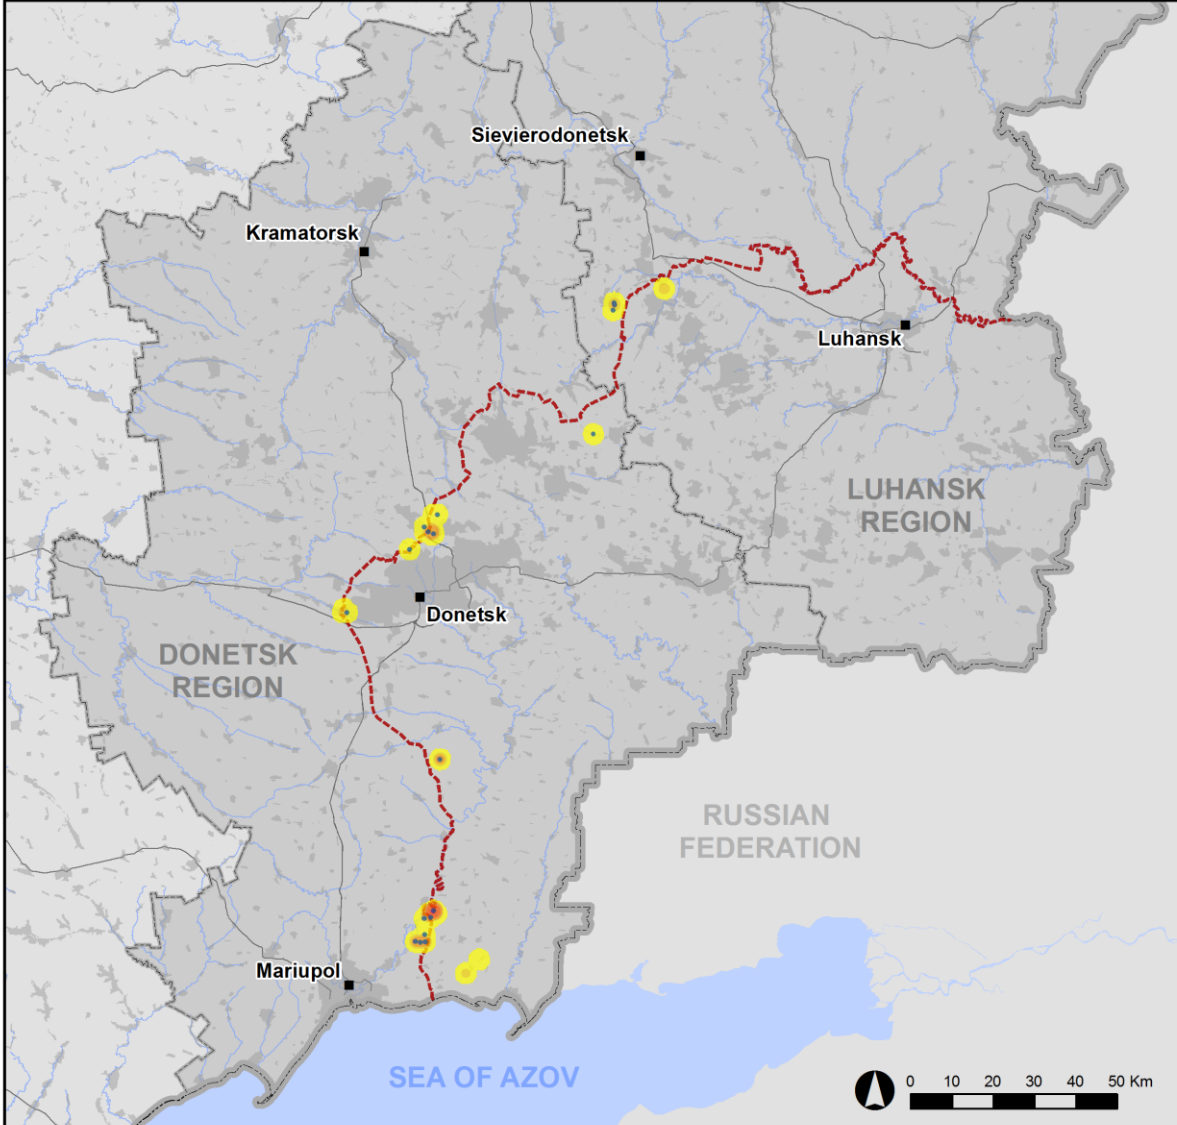 Sievierodonetsk
Kramatorsk
Luhansk
LUHANSK
REGION
Donetsk
DONETSK
REGION
RUSSIAN
FEDERATION
Mariupol
SEA OF AZOV
0 10 20 30 40 50 Km